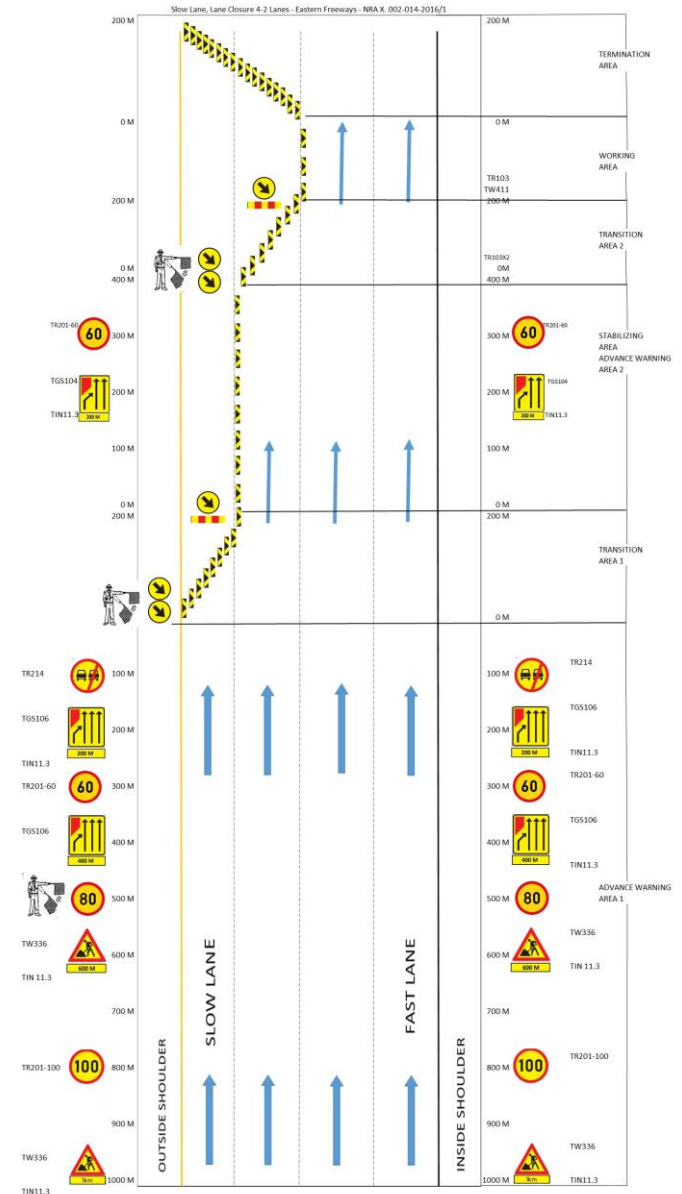 Slow Lane, Lane Closure 4-2 Lanes - Eastern Freeways - NRA X. 002-014-2016/1
200 M
200 M
TERMINATION
AREA
0 M
0 M
WORKING
AREA
TR103
TW411
200 M
200 M
TRANSITION
AREA 2
TR103X2
0 M
0M
400 M
400 M
TR201-60
60
300 M
300 M
60
TR201-60
STABILIZING
AREA
ADVANCE WARNING
AREA 2
TGS104
200 M
200 M
TGS104
TIN11.3
200 M
200 M
TIN11.3
100 M
100 M
0 M
0 M
200 M
200 M
TRANSITION
AREA 1
0 M
TR214
100 M
100 M
TR214
TGS106
200 M
200 M
TGS106
200 M
200 M
TIN11.3
TIN11.3
TR201-60
60
300 M
300 M
60
TR201-60
TGS106
400 M
400 M
TGS106
400 M
400 M
TIN11.3
80
500 M
500 M
80
ADVANCE WARNING
AREA 1
TW336
600 M
600 M
TW336
600 M
600 M
TIN 11.3
TIN 11.3
700 M
700 M
SLOW LANE
FAST LANE
TR201-100
100
800 M
800 M
100
TR201-100
OUTSIDE SHOULDER
INSIDE SHOULDER
900 M
900 M
TW336
TW336
1km
1000 M
1000 M
1km
TIN11.3
TIN11.3